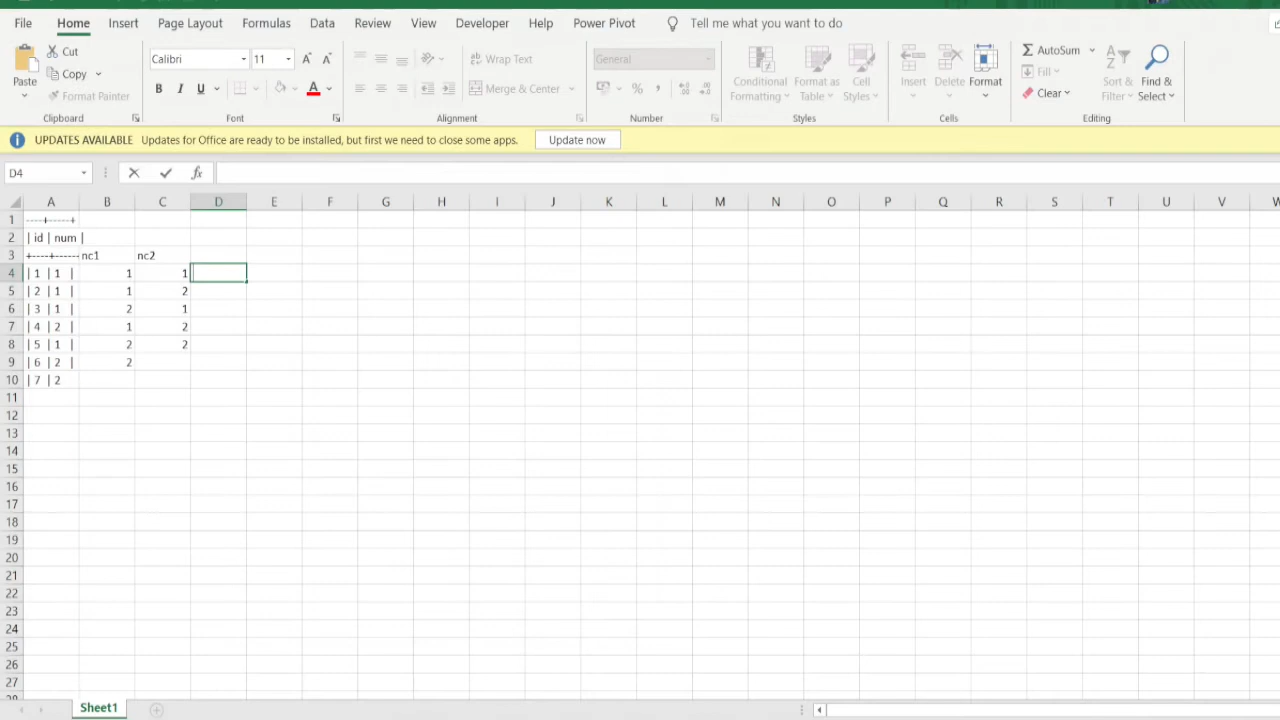 File Home Insert Page Layout Formulas Data Review View Developer Help Power Pivot Tell me what you want to do
Paste Cut Copy Format Painter Clipboard
Calibri 11 B I U A Font
Wrap Text Merge & Center Alignment
General % , Number
Conditional Formatting Format as Table Cell Styles Styles
Insert Delete Format Cells
AutoSum Fill Clear Sort & Filter Find & Select Editing
UPDATES AVAILABLE Updates for Office are ready to be installed, but first we need to close some apps. Update now
D4 fx
A B C D E F G H I J K L M N O P Q R S T U V W
1 ----+-----+
2 | id | num |
3 +----+------ nc1 nc2
4 | 1 | 1 | 1 1
5 | 2 | 1 | 1 2
6 | 3 | 1 | 2 1
7 | 4 | 2 | 1 2
8 | 5 | 1 | 2 2
9 | 6 | 2 | 2
10 | 7 | 2
11
12
13
14
15
16
17
18
19
20
21
22
23
24
25
26
27
28
Sheet1